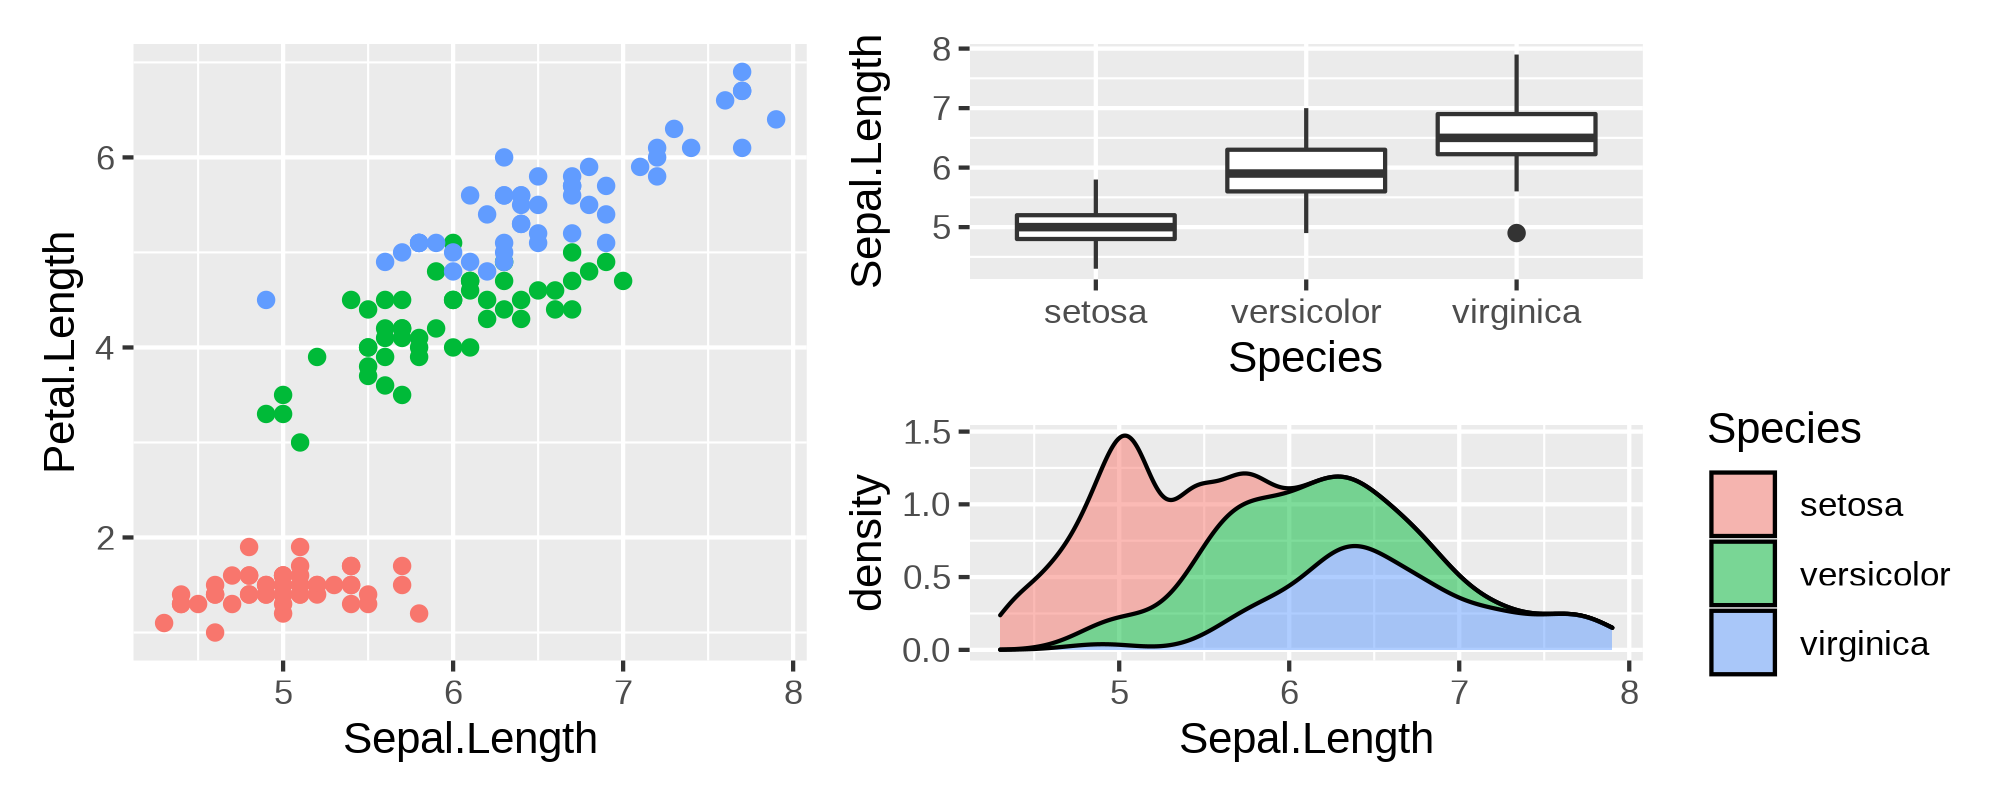 Petal.Length
6
4
2
5 6 7 8
Sepal.Length
Sepal.Length
8
7
6
5
setosa versicolor virginica
Species
density
1.5
1.0
0.5
0.0
5 6 7 8
Sepal.Length
Species
setosa
versicolor
virginica